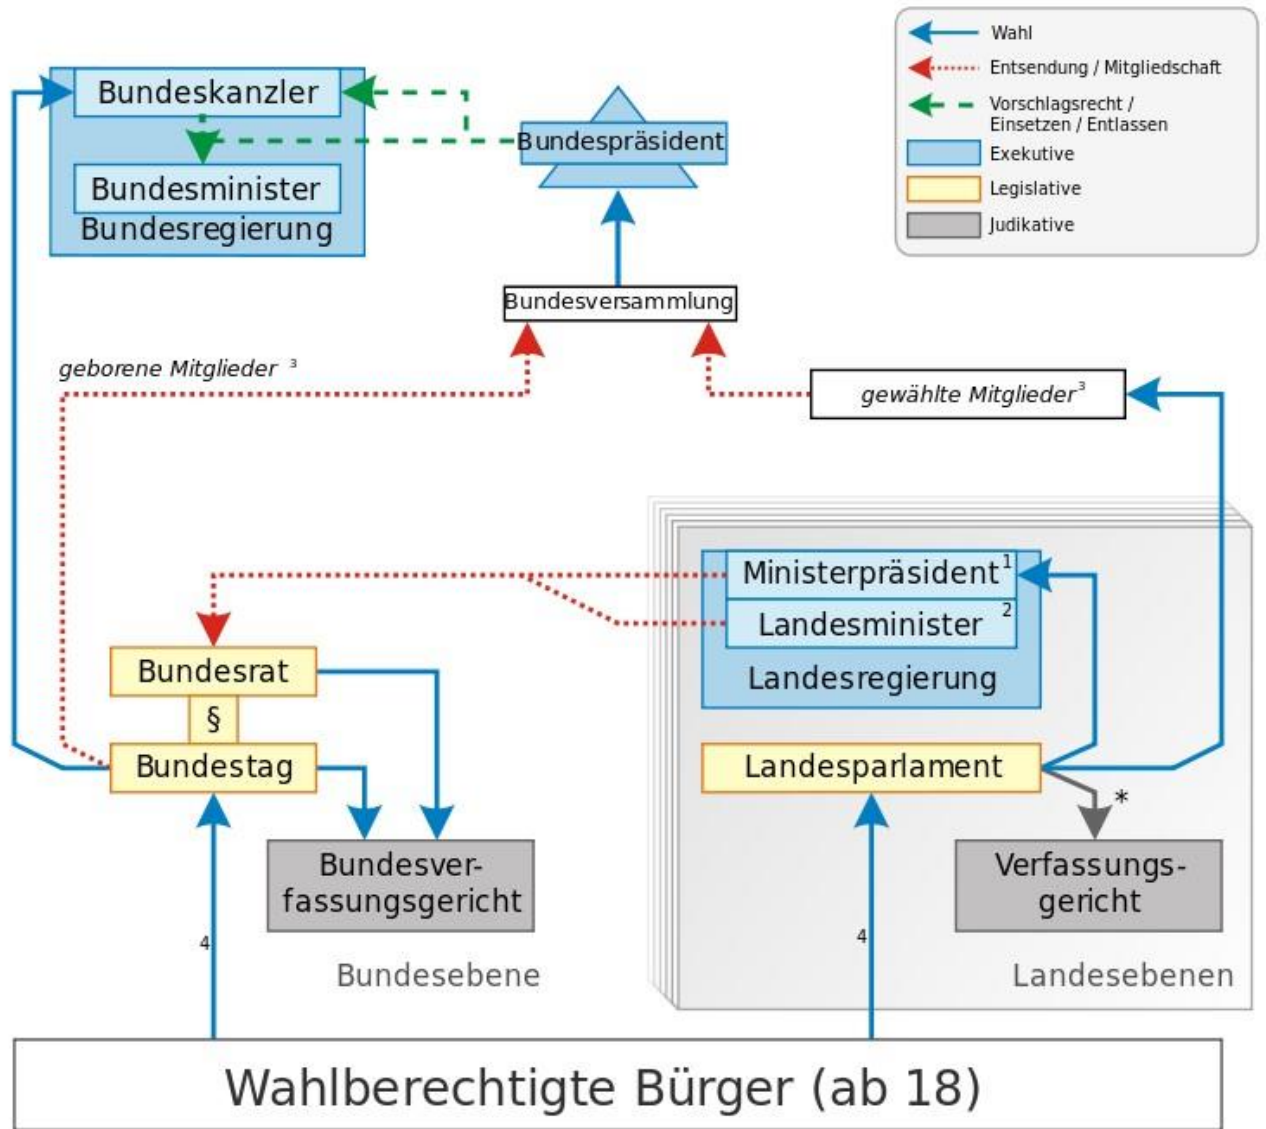 Wahl
Entsendung / Mitgliedschaft
Vorschlagsrecht /
Einsetzen / Entlassen
Exekutive
Legislative
Judikative
Bundeskanzler
Bundesminister
Bundesregierung
Bundespräsident
Bundesversammlung
geborene Mitglieder ³
gewählte Mitglieder³
Ministerpräsident¹
Landesminister ²
Landesregierung
Bundesrat
§
Bundestag
Landesparlament
*
Bundesver-
fassungsgericht
Verfassungs-
gericht
4
4
Bundesebene
Landesebenen
Wahlberechtigte Bürger (ab 18)